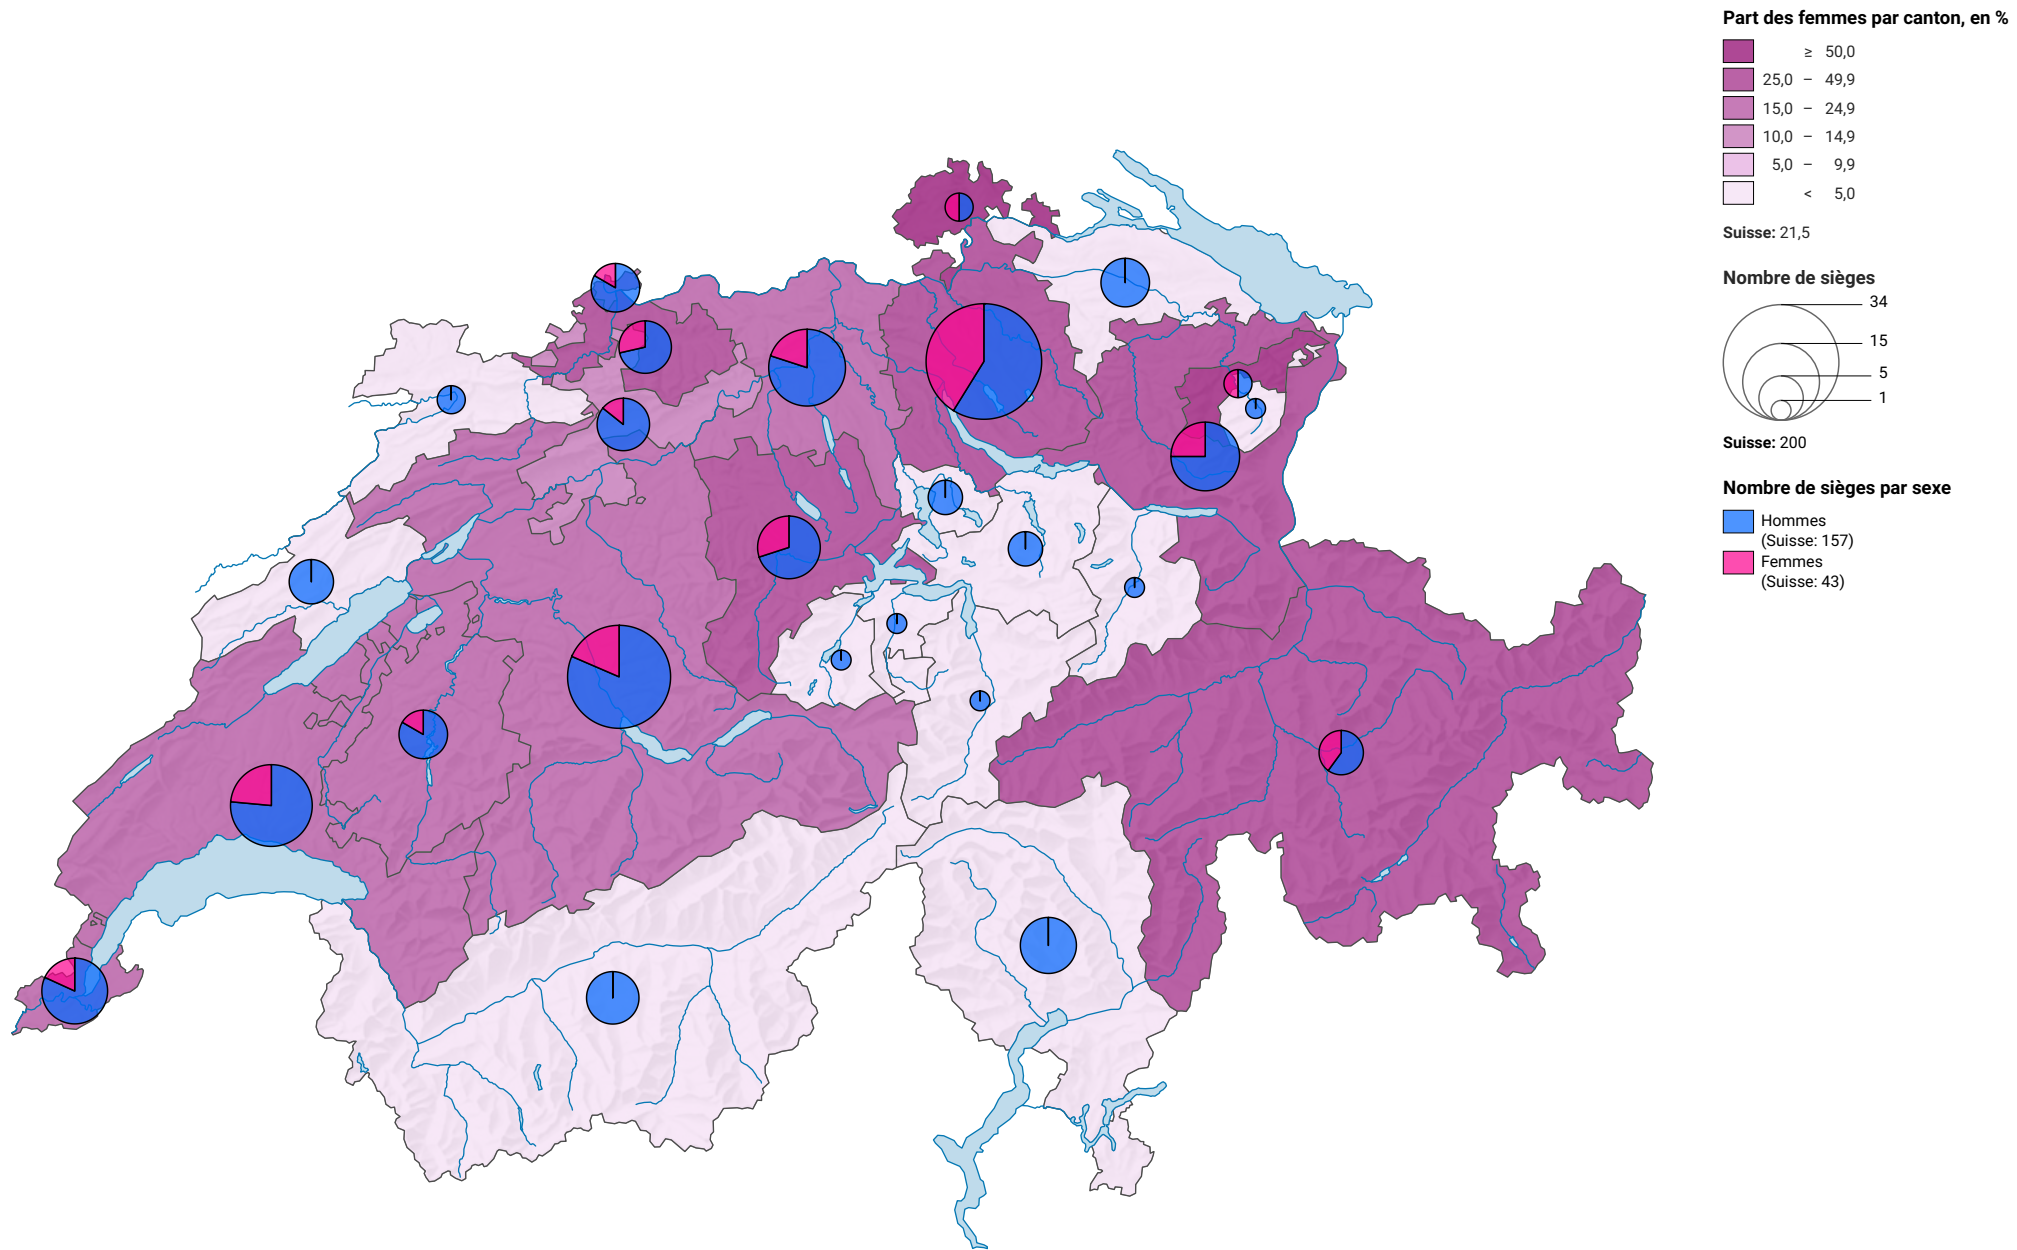 Part des femmes par canton, en %
≥ 50,0
25,0 – 49,9
15,0 – 24,9
10,0 – 14,9
5,0 – 9,9
< 5,0
Suisse: 21,5
Nombre de sièges
34
15
5
1
Suisse: 200
Nombre de sièges par sexe
Hommes
(Suisse: 157)
Femmes
(Suisse: 43)